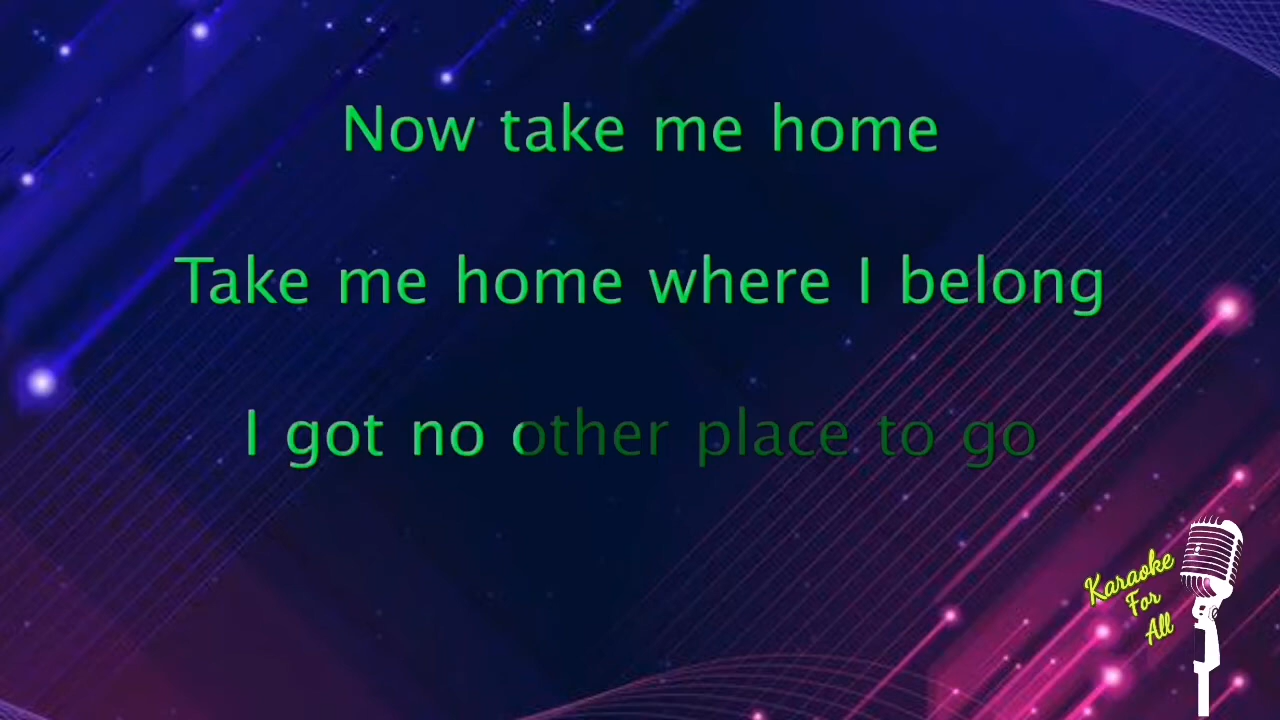 Now take me home
Take me home where I belong
I got no other place to go
Karaoke
For
All